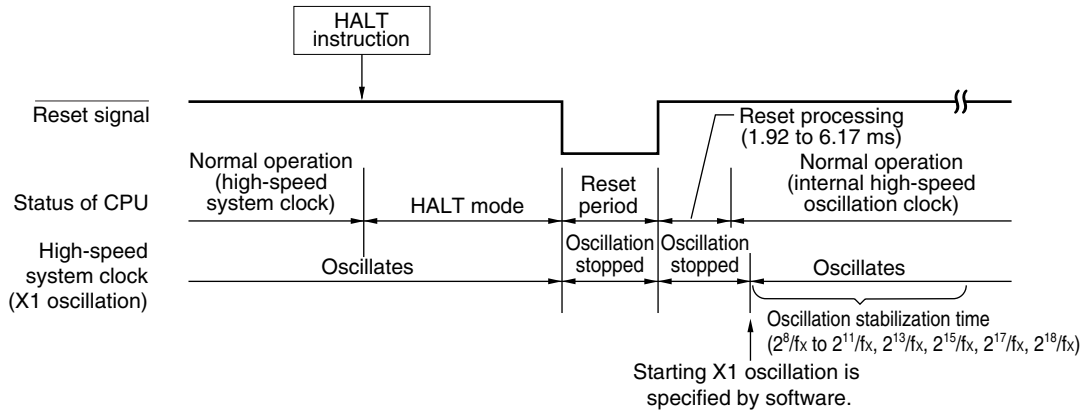 HALT
instruction
Reset signal
Reset processing
(1.92 to 6.17 ms)
Normal operation
(high-speed
system clock)
Reset
period
Normal operation
(internal high-speed
oscillation clock)
Status of CPU
HALT mode
High-speed
system clock
(X1 oscillation)
Oscillates
Oscillation
stopped
Oscillation
stopped
Oscillates
Oscillation stabilization time
(2⁸/fX to 2¹¹/fX, 2¹³/fX, 2¹⁵/fX, 2¹⁷/fX, 2¹⁸/fX)
Starting X1 oscillation is
specified by software.